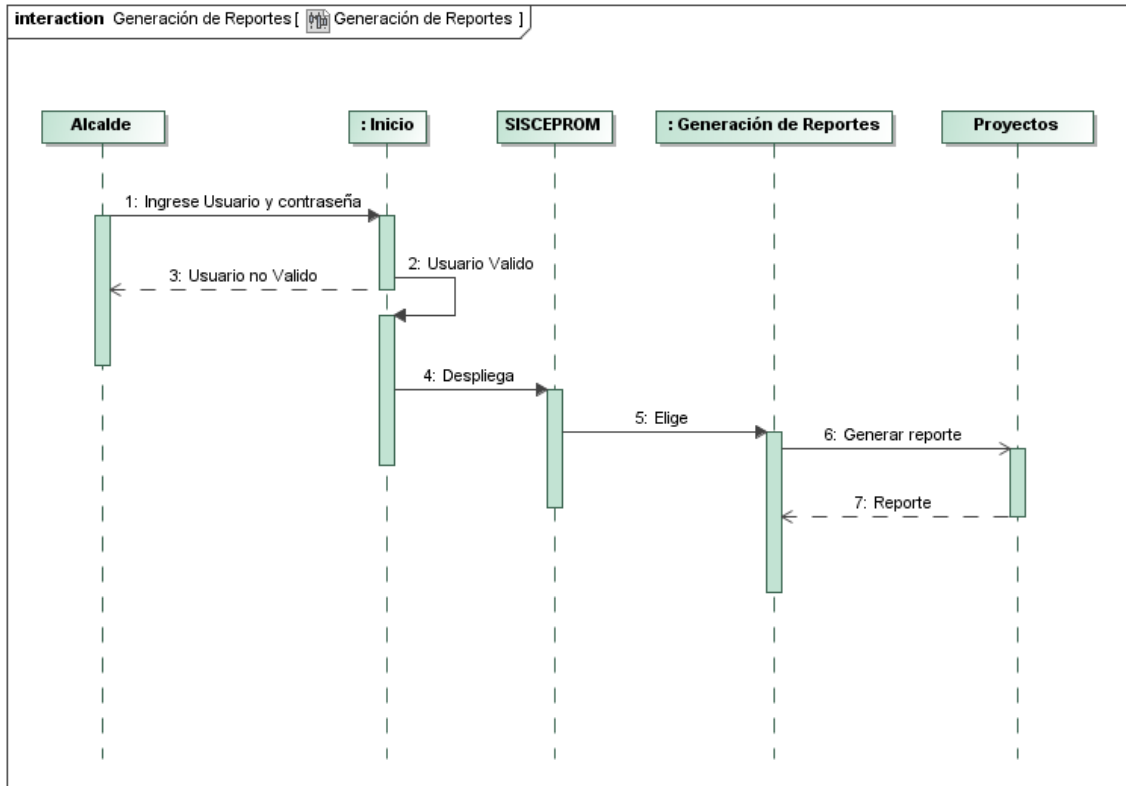 interaction Generación de Reportes [ Generación de Reportes ]
Alcalde
: Inicio
SISCEPROM
: Generación de Reportes
Proyectos
1: Ingrese Usuario y contraseña
2: Usuario Valido
3: Usuario no Valido
4: Despliega
5: Elige
6: Generar reporte
7: Reporte